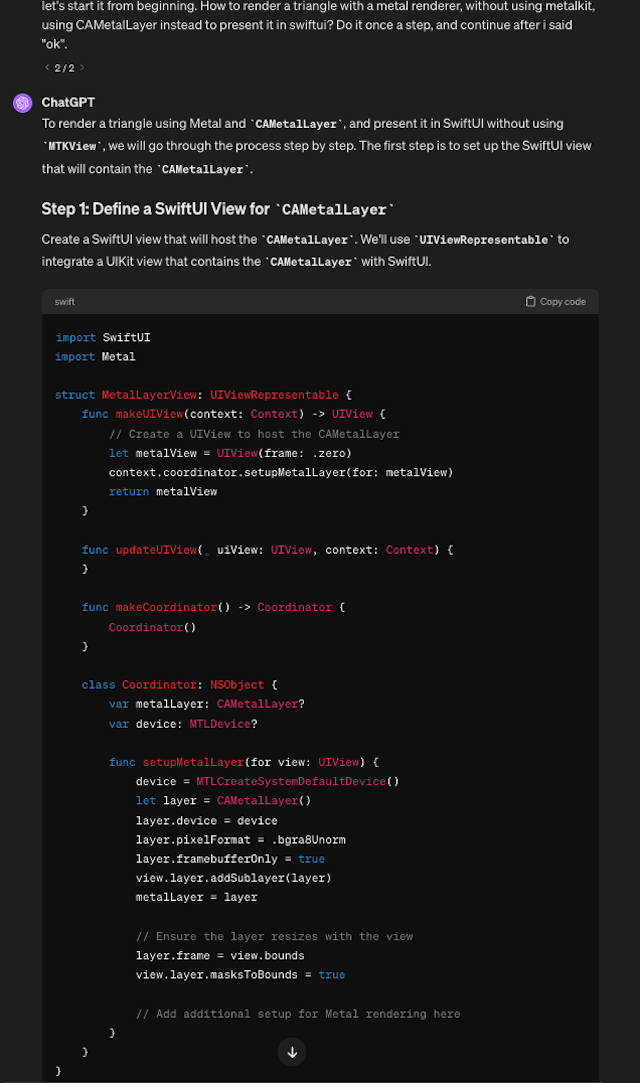 let's start it from beginning. How to render a triangle with a metal renderer, without using metalkit,
using CAMetalLayer instead to present it in swiftui? Do it once a step, and continue after i said
"ok".
< 2/2 >
ChatGPT
To render a triangle using Metal and `CAMetalLayer`, and present it in SwiftUI without using
`MTKView`, we will go through the process step by step. The first step is to set up the SwiftUI view
that will contain the `CAMetalLayer`.
Step 1: Define a SwiftUI View for `CAMetalLayer`
Create a SwiftUI view that will host the `CAMetalLayer`. We'll use `UIViewRepresentable` to
integrate a UIKit view that contains the `CAMetalLayer` with SwiftUI.
swift Copy code
import SwiftUI
import Metal
struct MetalLayerView: UIViewRepresentable {
func makeUIView(context: Context) -> UIView {
// Create a UIView to host the CAMetalLayer
let metalView = UIView(frame: .zero)
context.coordinator.setupMetalLayer(for: metalView)
return metalView
}
func updateUIView(_ uiView: UIView, context: Context) {
}
func makeCoordinator() -> Coordinator {
Coordinator()
}
class Coordinator: NSObject {
var metalLayer: CAMetalLayer?
var device: MTLDevice?
func setupMetalLayer(for view: UIView) {
device = MTLCreateSystemDefaultDevice()
let layer = CAMetalLayer()
layer.device = device
layer.pixelFormat = .bgra8Unorm
layer.framebufferOnly = true
view.layer.addSublayer(layer)
metalLayer = layer
// Ensure the layer resizes with the view
layer.frame = view.bounds
view.layer.masksToBounds = true
// Add additional setup for Metal rendering here
}
}
}